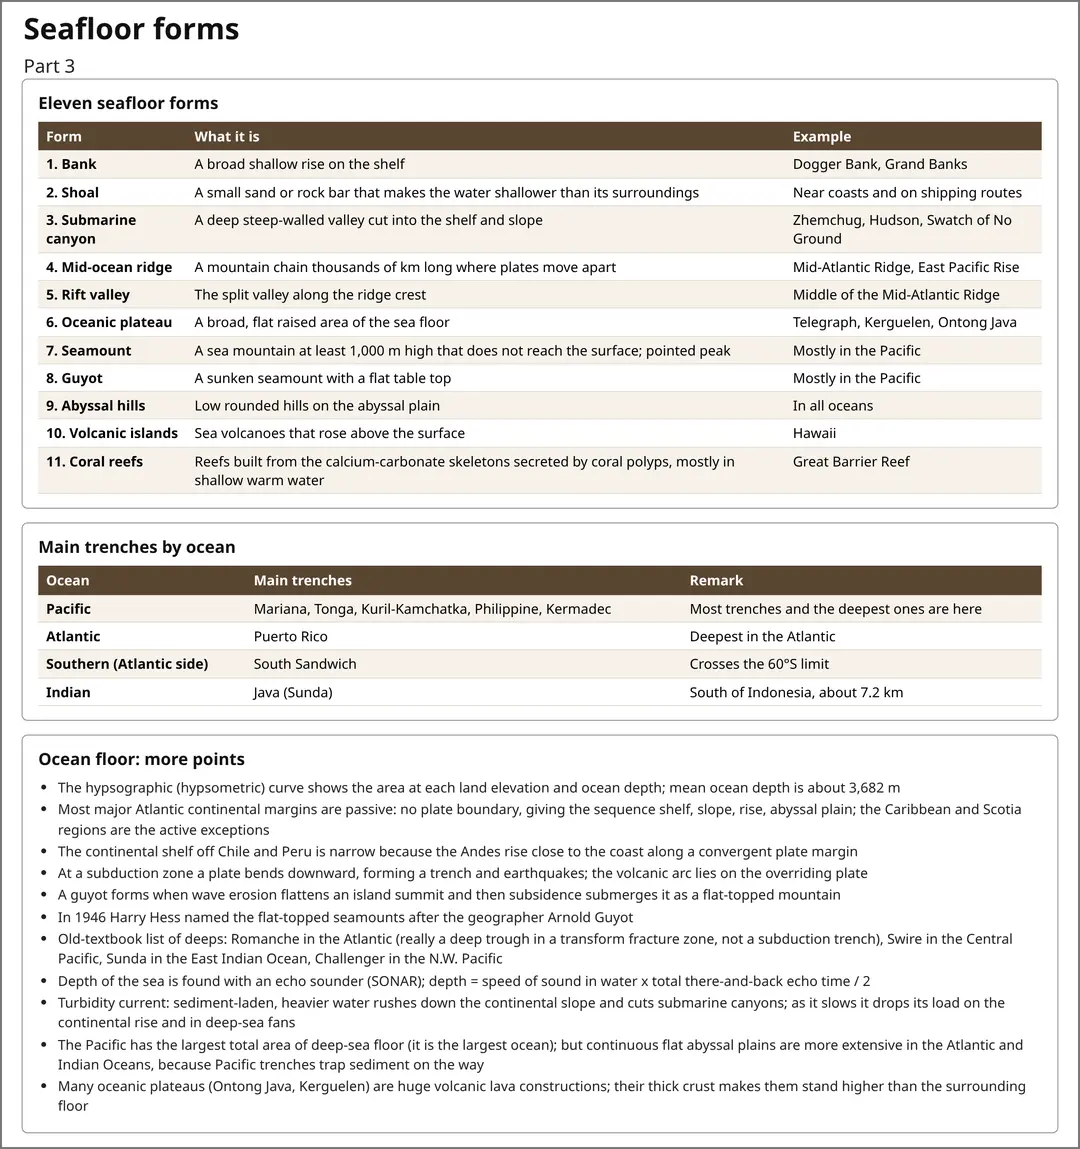 Seafloor forms
Part 3
Eleven seafloor forms
Form What it is Example
1. Bank A broad shallow rise on the shelf Dogger Bank, Grand Banks
2. Shoal A small sand or rock bar that makes the water shallower than its surroundings Near coasts and on shipping routes
3. Submarine canyon A deep steep-walled valley cut into the shelf and slope Zhemchug, Hudson, Swatch of No Ground
4. Mid-ocean ridge A mountain chain thousands of km long where plates move apart Mid-Atlantic Ridge, East Pacific Rise
5. Rift valley The split valley along the ridge crest Middle of the Mid-Atlantic Ridge
6. Oceanic plateau A broad, flat raised area of the sea floor Telegraph, Kerguelen, Ontong Java
7. Seamount A sea mountain at least 1,000 m high that does not reach the surface; pointed peak Mostly in the Pacific
8. Guyot A sunken seamount with a flat table top Mostly in the Pacific
9. Abyssal hills Low rounded hills on the abyssal plain In all oceans
10. Volcanic islands Sea volcanoes that rose above the surface Hawaii
11. Coral reefs Reefs built from the calcium-carbonate skeletons secreted by coral polyps, mostly in shallow warm water Great Barrier Reef
Main trenches by ocean
Ocean Main trenches Remark
Pacific Mariana, Tonga, Kuril-Kamchatka, Philippine, Kermadec Most trenches and the deepest ones are here
Atlantic Puerto Rico Deepest in the Atlantic
Southern (Atlantic side) South Sandwich Crosses the 60°S limit
Indian Java (Sunda) South of Indonesia, about 7.2 km
Ocean floor: more points
• The hypsographic (hypsometric) curve shows the area at each land elevation and ocean depth; mean ocean depth is about 3,682 m
• Most major Atlantic continental margins are passive: no plate boundary, giving the sequence shelf, slope, rise, abyssal plain; the Caribbean and Scotia
regions are the active exceptions
• The continental shelf off Chile and Peru is narrow because the Andes rise close to the coast along a convergent plate margin
• At a subduction zone a plate bends downward, forming a trench and earthquakes; the volcanic arc lies on the overriding plate
• A guyot forms when wave erosion flattens an island summit and then subsidence submerges it as a flat-topped mountain
• In 1946 Harry Hess named the flat-topped seamounts after the geographer Arnold Guyot
• Old-textbook list of deeps: Romanche in the Atlantic (really a deep trough in a transform fracture zone, not a subduction trench), Swire in the Central
Pacific, Sunda in the East Indian Ocean, Challenger in the N.W. Pacific
• Depth of the sea is found with an echo sounder (SONAR); depth = speed of sound in water x total there-and-back echo time / 2
• Turbidity current: sediment-laden, heavier water rushes down the continental slope and cuts submarine canyons; as it slows it drops its load on the
continental rise and in deep-sea fans
• The Pacific has the largest total area of deep-sea floor (it is the largest ocean); but continuous flat abyssal plains are more extensive in the Atlantic and
Indian Oceans, because Pacific trenches trap sediment on the way
• Many oceanic plateaus (Ontong Java, Kerguelen) are huge volcanic lava constructions; their thick crust makes them stand higher than the surrounding
floor